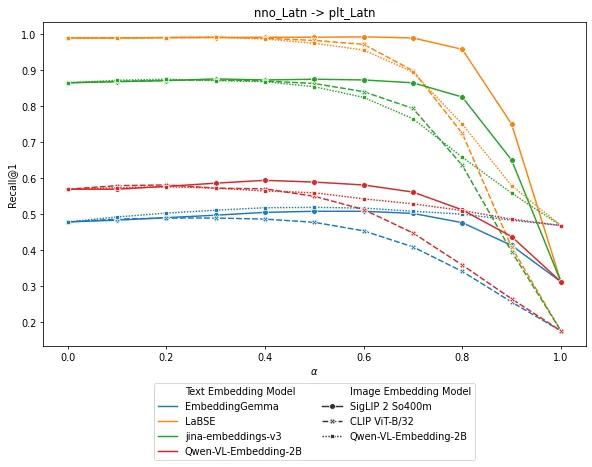 nno_Latn -> plt_Latn
Recall@1
1.0
0.9
0.8
0.7
0.6
0.5
0.4
0.3
0.2
0.0 0.2 0.4 0.6 0.8 1.0
α
Text Embedding Model Image Embedding Model
EmbeddingGemma SigLIP 2 So400m
LaBSE CLIP ViT-B/32
jina-embeddings-v3 Qwen-VL-Embedding-2B
Qwen-VL-Embedding-2B